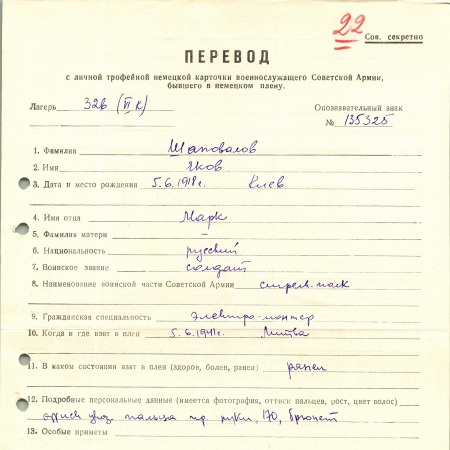 22
Сов. секретно
ПЕРЕВОД
с личной трофейной немецкой карточки военнослужащего Советской Армии,
бывшего в немецком плену.
Лагерь 326 (VI К) Опознавательный знак
№ 135325
1. Фамилия Шаповалов
2. Имя Яков
3. Дата и место рождения 5.6.1918г. Киев
4. Имя отца Марк
5. Фамилия матери –
6. Национальность русский
7. Воинское звание солдат
8. Наименование воинской части Советской Армии стрелк. полк
9. Гражданская специальность электро-монтер
10. Когда и где взят в плен 5.6.1941г. Литва
11. В каком состоянии взят в плен (здоров, болен, ранен) ранен
12. Подробные персональные данные (имеется фотография, оттиск пальцев, рост, цвет волос)
пальца пр. руки, 170, брюнет
13. Особые приметы